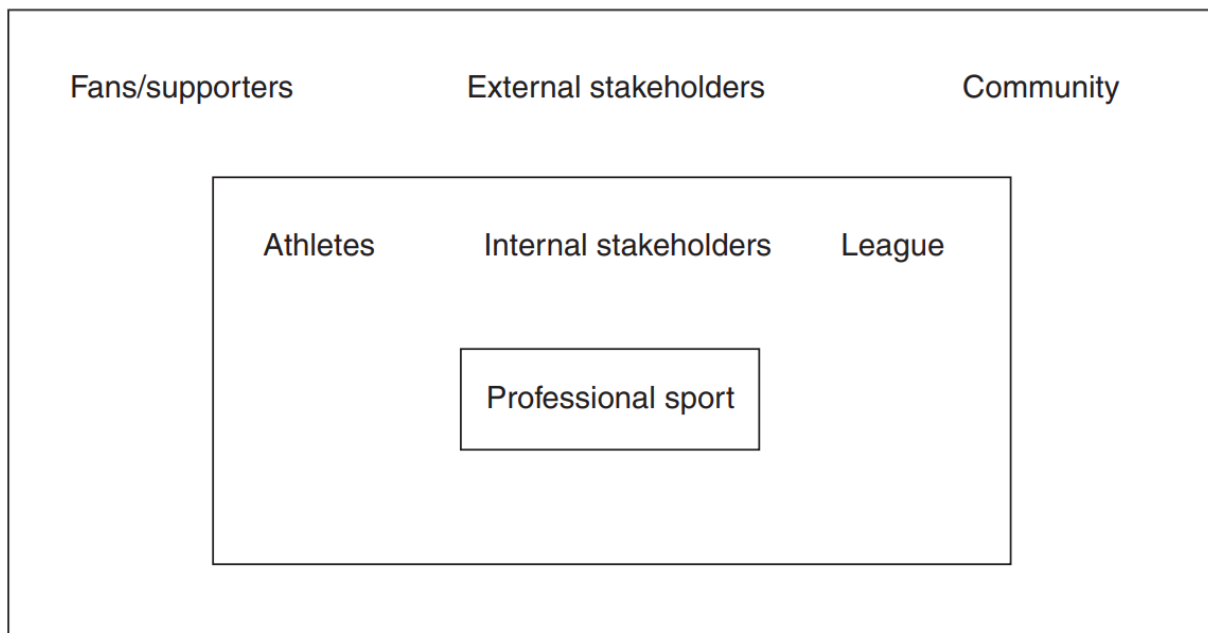 Fans/supporters External stakeholders Community
Athletes Internal stakeholders League
Professional sport